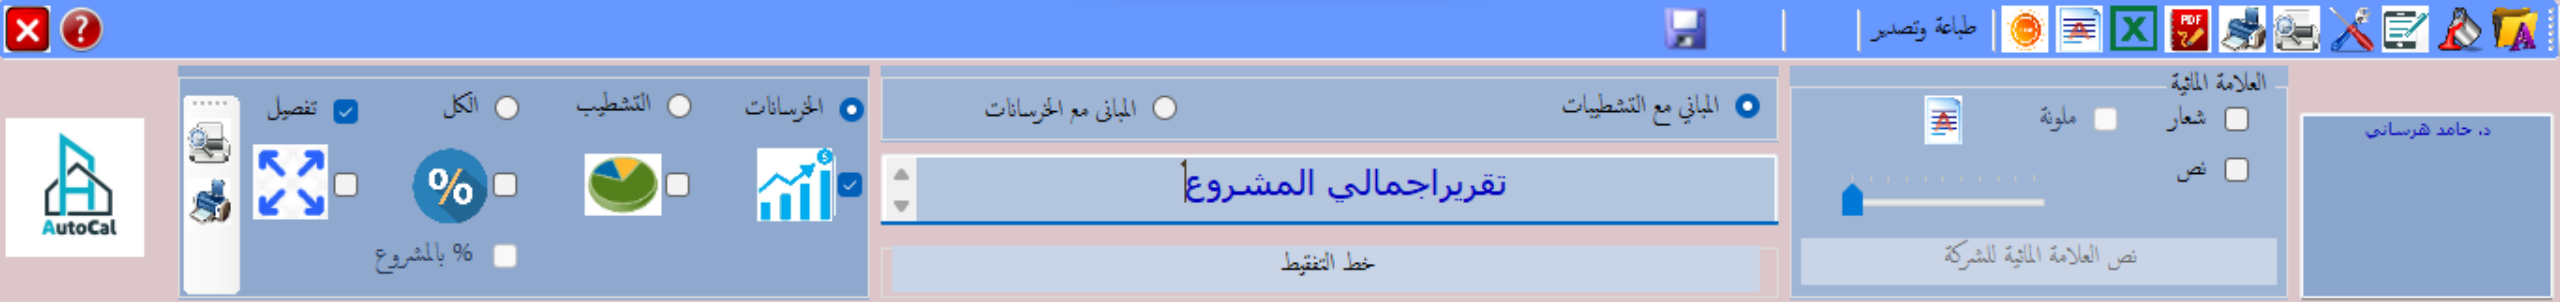 طباعة وتصدير
PDF
العلامة المائية
شعار
ملونة
نص
نص العلامة المائية للشركة
د. حامد هرساني
المباني مع التشطيبات
المباني مع الخرسانات
تقريراجمالي المشروع
خط التفقيط
الخرسانات
التشطيب
الكل
تفصيل
%
% بالمشروع
AutoCal